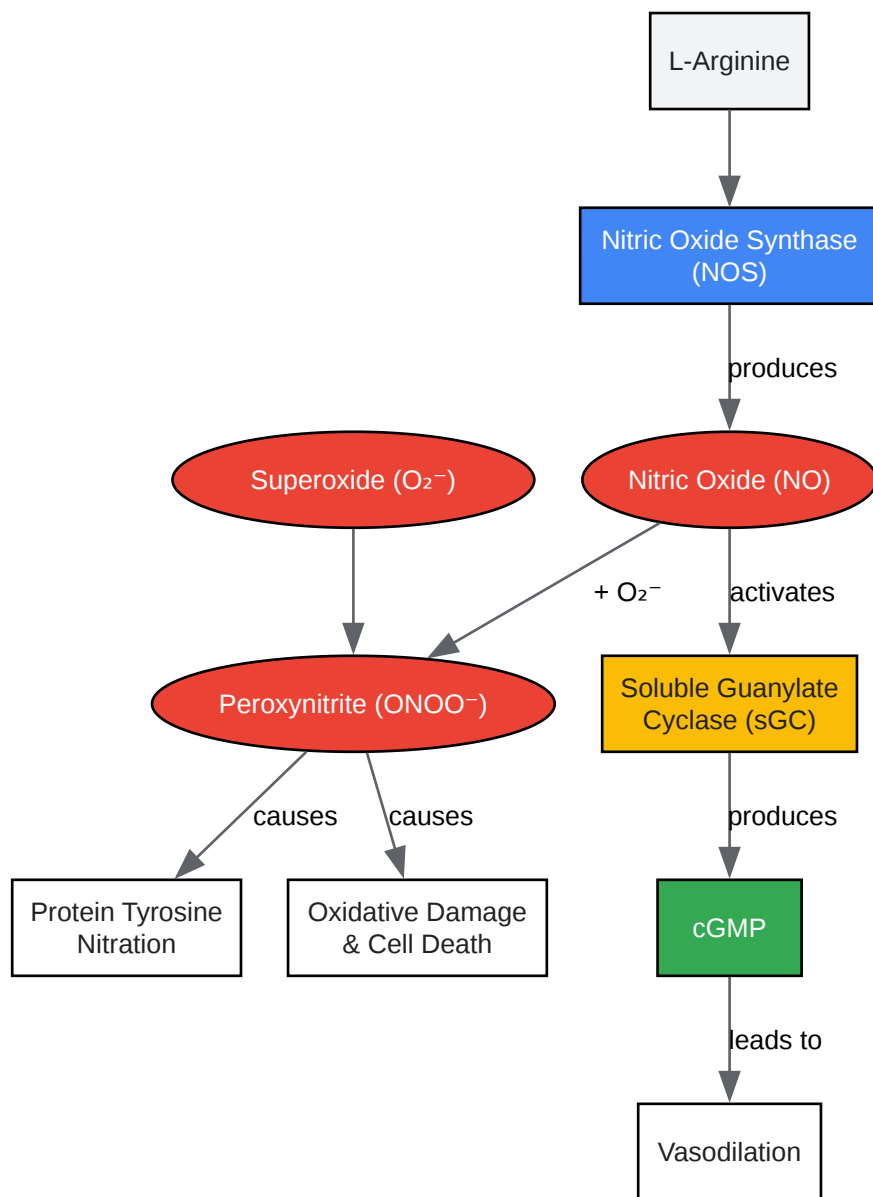 L-Arginine
Nitric Oxide Synthase
(NOS)
produces
Superoxide (O₂⁻)
Nitric Oxide (NO)
+ O₂⁻
activates
Peroxynitrite (ONOO⁻)
Soluble Guanylate
Cyclase (sGC)
causes
causes
produces
Protein Tyrosine
Nitration
Oxidative Damage
& Cell Death
cGMP
leads to
Vasodilation